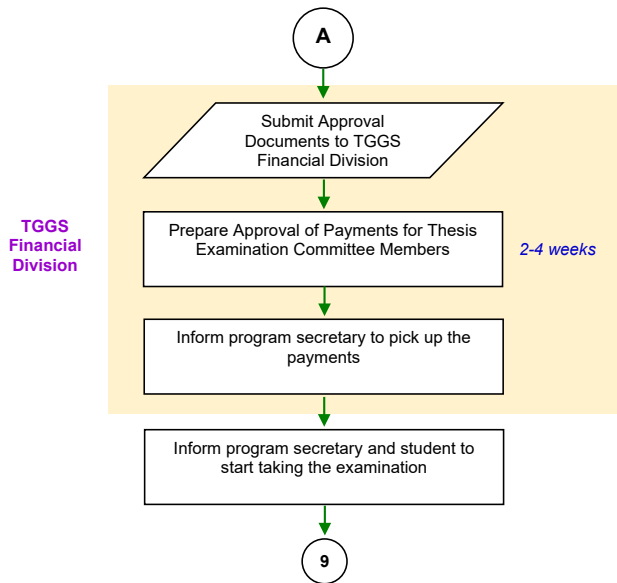 A
Submit Approval
Documents to TGGS
Financial Division
TGGS
Financial
Division
Prepare Approval of Payments for Thesis
Examination Committee Members
2-4 weeks
Inform program secretary to pick up the
payments
Inform program secretary and student to
start taking the examination
9